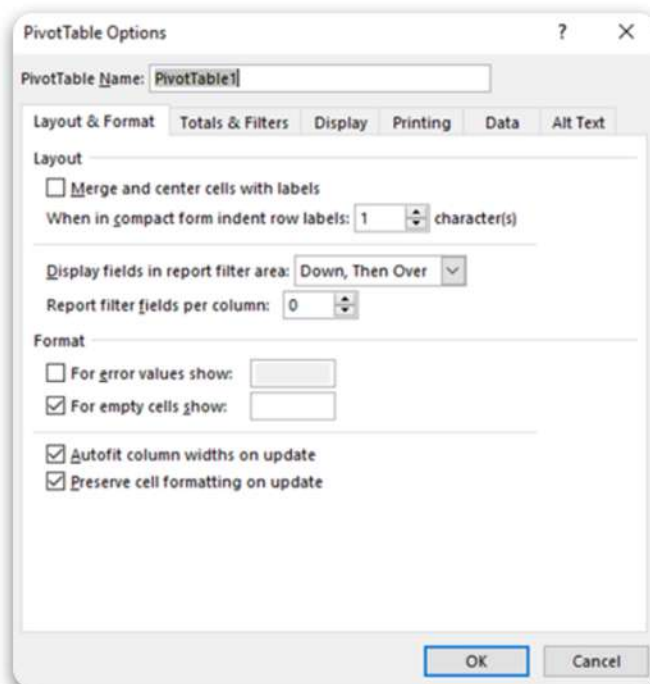 PivotTable Options ? ×
PivotTable Name: PivotTable1
Layout & Format Totals & Filters Display Printing Data Alt Text
Layout
Merge and center cells with labels
When in compact form indent row labels: 1 character(s)
Display fields in report filter area: Down, Then Over
Report filter fields per column: 0
Format
For error values show:
For empty cells show:
Autofit column widths on update
Preserve cell formatting on update
OK Cancel